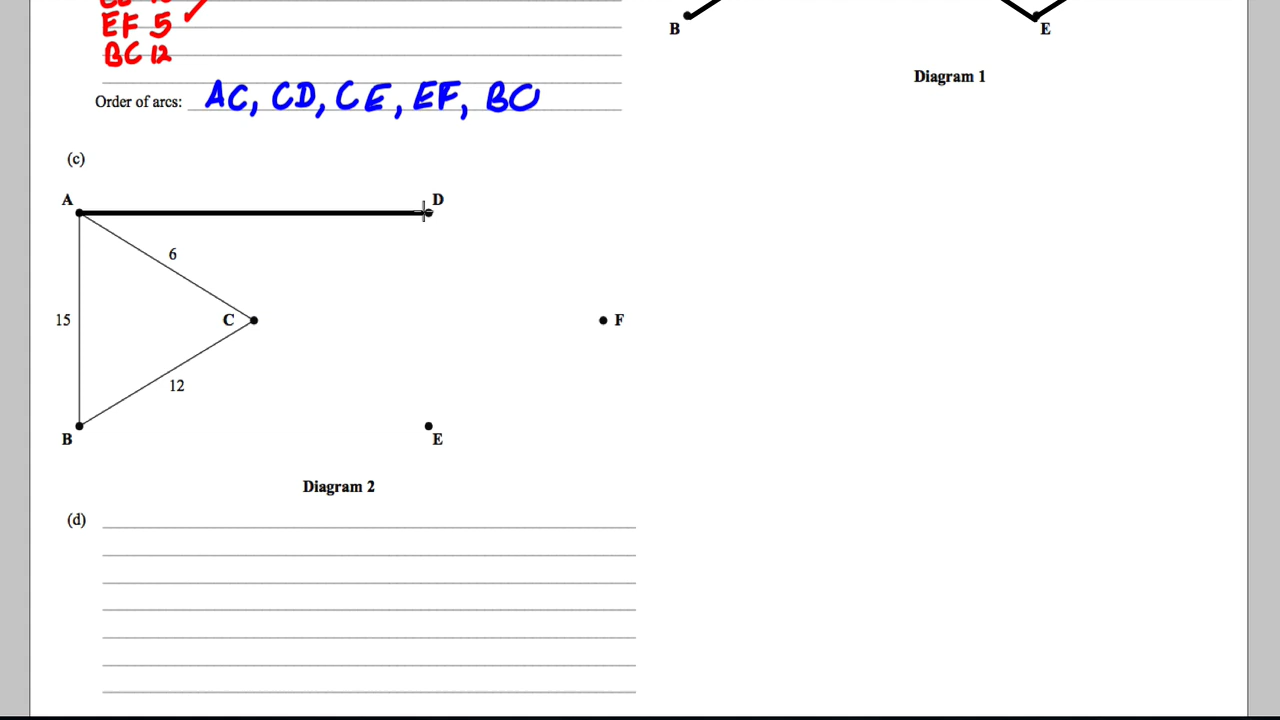 EF 5
BC 12
B
E
Diagram 1
Order of arcs: AC, CD, CE, EF, BC
(c)
A
D
6
15
C
F
12
B
E
Diagram 2
(d)